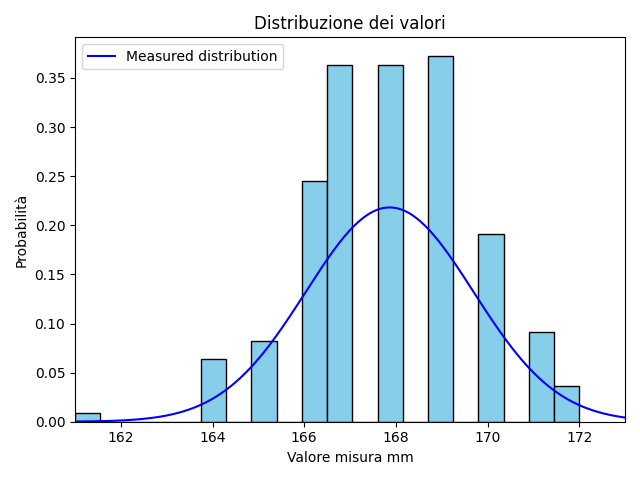 Distribuzione dei valori
Measured distribution
Probabilità
0.35
0.30
0.25
0.20
0.15
0.10
0.05
0.00
162 164 166 168 170 172
Valore misura mm